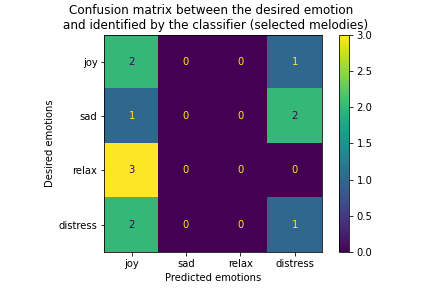 Confusion matrix between the desired emotion
and identified by the classifier (selected melodies)
Desired emotions
joy 2 0 0 1
sad 1 0 0 2
relax 3 0 0 0
distress 2 0 0 1
joy sad relax distress
Predicted emotions
3.0
2.5
2.0
1.5
1.0
0.5
0.0